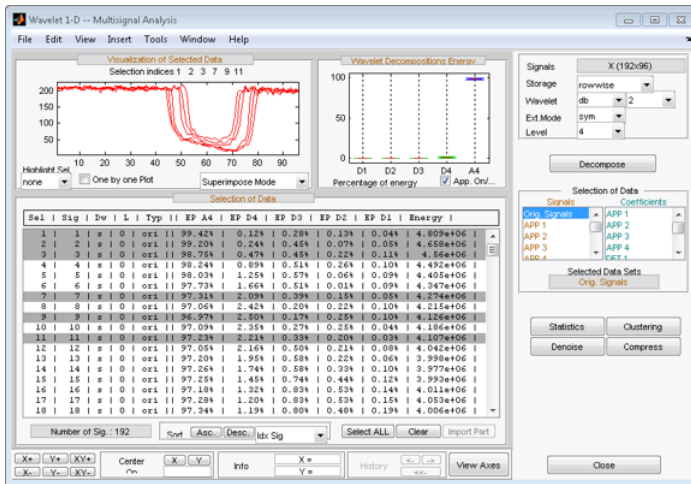 Wavelet 1-D -- Multisignal Analysis
File Edit View Insert Tools Window Help
Visualization of Selected Data
Selection indices 1 2 3 7 9 11
200
150
100
50
10 20 30 40 50 60 70 80 90
Highlight Sel
none
One by one Plot
Superimpose Mode
Wavelet Decompositions Energy
100
50
0
D1 D2 D3 D4 A4
Percentage of energy
App. On/...
Selection of Data
Sel | Sig | Dw | L | Typ || EP A4 | EP D4 | EP D3 | EP D2 | EP D1 | Energy |
1 | 1 | s | 0 | ori || 99.42% | 0.12% | 0.28% | 0.13% | 0.04% | 4.809e+06 |
2 | 2 | s | 0 | ori || 99.20% | 0.24% | 0.45% | 0.07% | 0.05% | 4.658e+06 |
3 | 3 | s | 0 | ori || 98.75% | 0.47% | 0.45% | 0.22% | 0.11% | 4.56e+06 |
4 | 4 | s | 0 | ori || 98.24% | 0.89% | 0.51% | 0.26% | 0.10% | 4.492e+06 |
5 | 5 | s | 0 | ori || 98.03% | 1.25% | 0.57% | 0.06% | 0.09% | 4.405e+06 |
6 | 6 | s | 0 | ori || 97.73% | 1.66% | 0.51% | 0.01% | 0.09% | 4.347e+06 |
7 | 7 | s | 0 | ori || 97.31% | 2.09% | 0.39% | 0.15% | 0.05% | 4.274e+06 |
8 | 8 | s | 0 | ori || 97.06% | 2.42% | 0.20% | 0.22% | 0.10% | 4.215e+06 |
9 | 9 | s | 0 | ori || 96.97% | 2.50% | 0.17% | 0.25% | 0.10% | 4.126e+06 |
10 | 10 | s | 0 | ori || 97.09% | 2.35% | 0.27% | 0.25% | 0.04% | 4.186e+06 |
11 | 11 | s | 0 | ori || 97.23% | 2.21% | 0.33% | 0.20% | 0.03% | 4.107e+06 |
12 | 12 | s | 0 | ori || 97.05% | 2.16% | 0.50% | 0.21% | 0.08% | 4.042e+06 |
13 | 13 | s | 0 | ori || 97.20% | 1.95% | 0.58% | 0.22% | 0.06% | 3.998e+06 |
14 | 14 | s | 0 | ori || 97.26% | 1.74% | 0.58% | 0.33% | 0.10% | 3.977e+06 |
15 | 15 | s | 0 | ori || 97.25% | 1.45% | 0.74% | 0.44% | 0.12% | 3.993e+06 |
16 | 16 | s | 0 | ori || 97.18% | 1.32% | 0.83% | 0.53% | 0.14% | 4.011e+06 |
17 | 17 | s | 0 | ori || 97.28% | 1.20% | 0.83% | 0.53% | 0.15% | 4.053e+06 |
18 | 18 | s | 0 | ori || 97.34% | 1.19% | 0.80% | 0.48% | 0.19% | 4.006e+06 |
Number of Sig. : 192
Sort Asc. Desc. Idx Sig
Select ALL Clear Import Part
X+ Y+ XY+
X- Y- XY-
Center
On
X Y
Info
X =
Y =
History
<- ->
<<-
View Axes
Signals X (192x96)
Storage rowwise
Wavelet db 2
Ext.Mode sym
Level 4
Decompose
Selection of Data
Signals
Orig. Signals
APP 1
APP 2
APP 3
APP 4
Coefficients
APP 1
APP 2
APP 3
APP 4
DET 1
Selected Data Sets
Orig. Signals
Statistics Clustering
Denoise Compress
Close